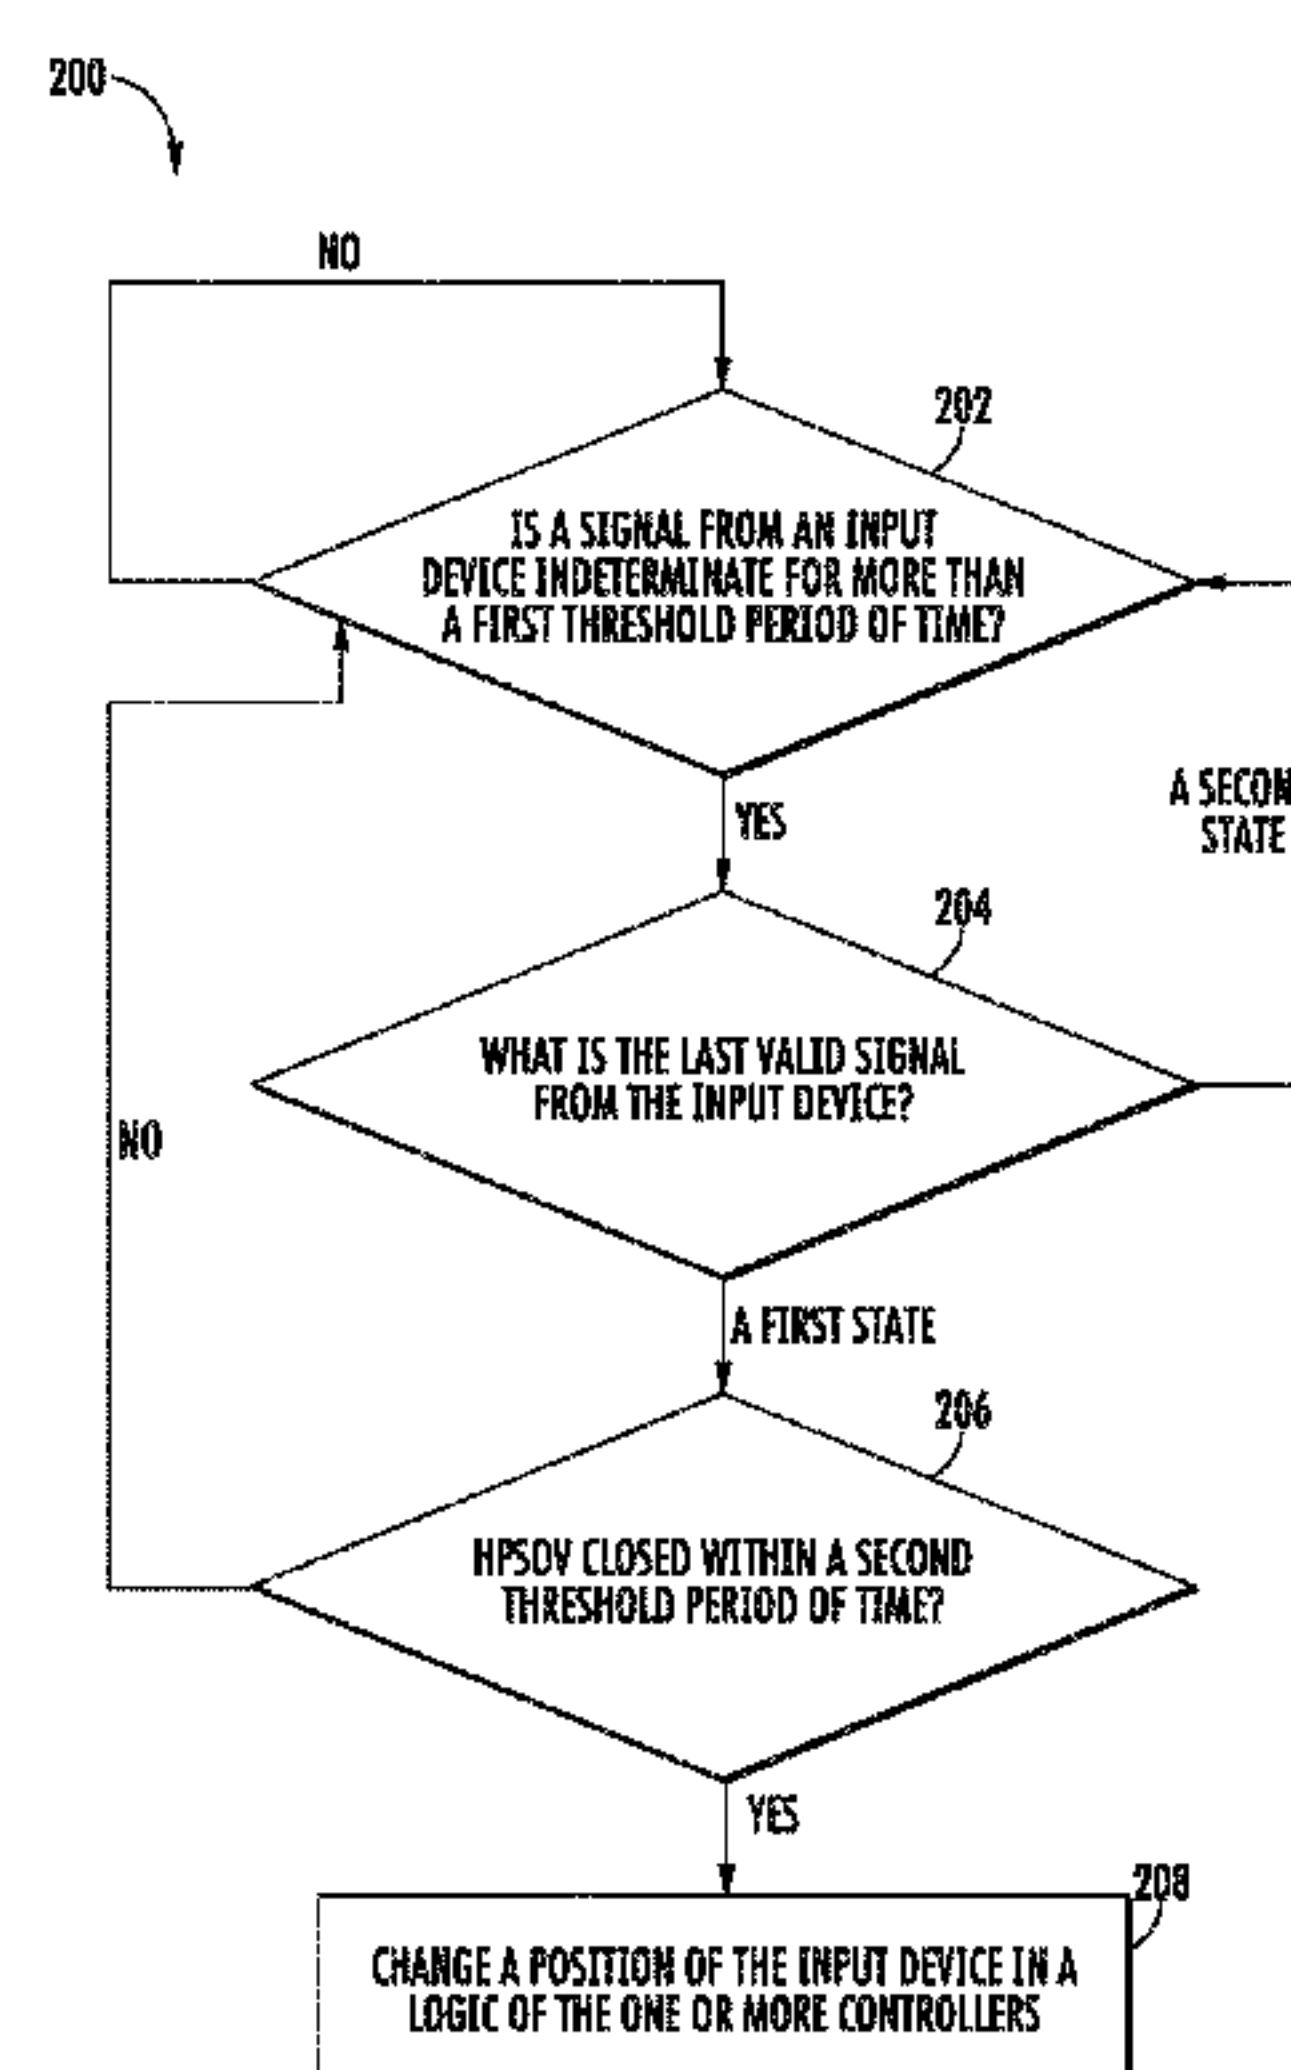 200
NO
202
IS A SIGNAL FROM AN INPUT
DEVICE INDETERMINATE FOR MORE THAN
A FIRST THRESHOLD PERIOD OF TIME?
YES
A SECON
STATE
204
WHAT IS THE LAST VALID SIGNAL
FROM THE INPUT DEVICE?
NO
A FIRST STATE
206
HPSOV CLOSED WITHIN A SECOND
THRESHOLD PERIOD OF TIME?
YES
208
CHANGE A POSITION OF THE INPUT DEVICE IN A
LOGIC OF THE ONE OR MORE CONTROLLERS